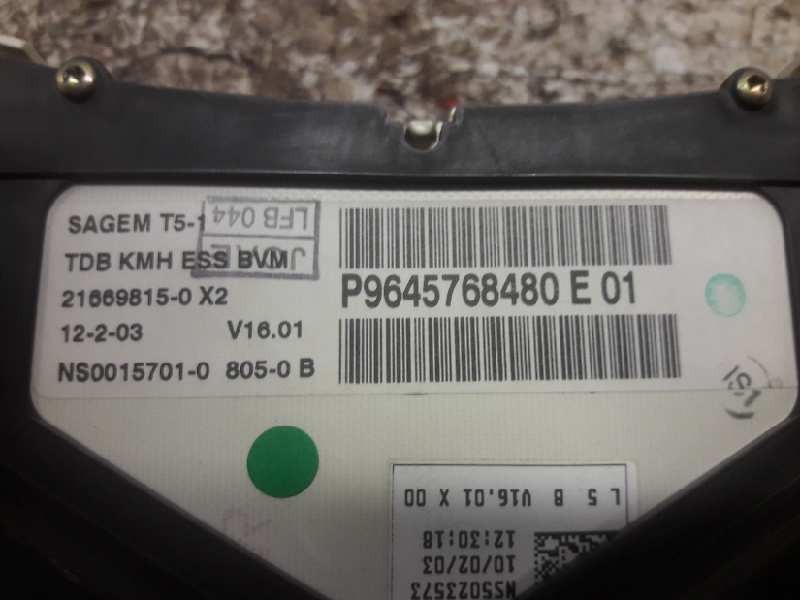 SAGEM T5-1
LFB 044
TDB KMH ESS BVM
21669815-0 X2
12-2-03 V16.01
NS0015701-0 805-0 B
P9645768480 E 01
L 5 B V16.01 X 00
12:30:18
10/02/03
NS5023573